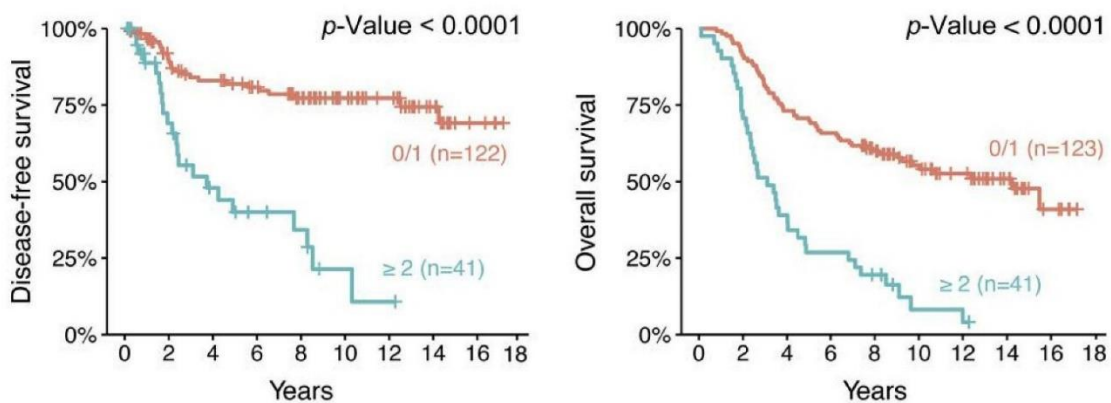 p-Value < 0.0001
Disease-free survival
100%
75%
50%
25%
0%
0/1 (n=122)
≥ 2 (n=41)
0 2 4 6 8 10 12 14 16 18
Years
p-Value < 0.0001
Overall survival
100%
75%
50%
25%
0%
0/1 (n=123)
≥ 2 (n=41)
0 2 4 6 8 10 12 14 16 18
Years